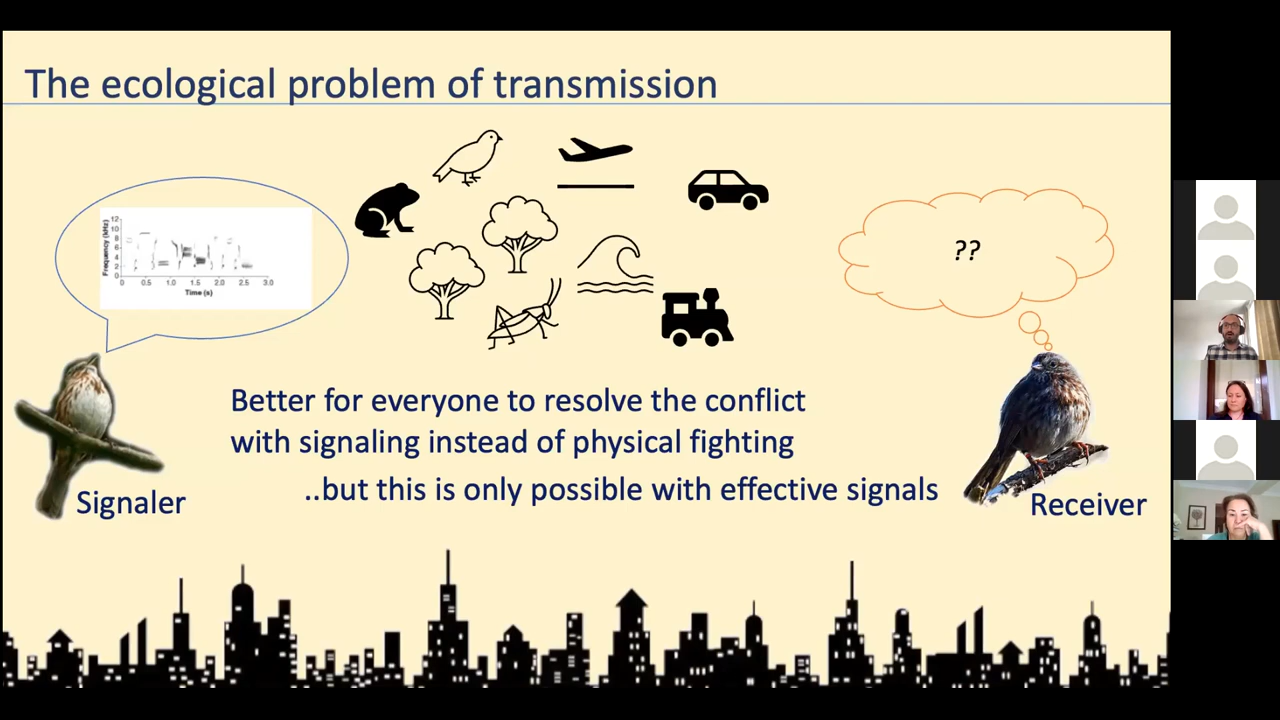 The ecological problem of transmission
Frequency (kHz)
12
10
8
6
4
2
0
0 0.5 1.0 1.5 2.0 2.5 3.0
Time (s)
??
Better for everyone to resolve the conflict
with signaling instead of physical fighting
..but this is only possible with effective signals
Signaler
Receiver